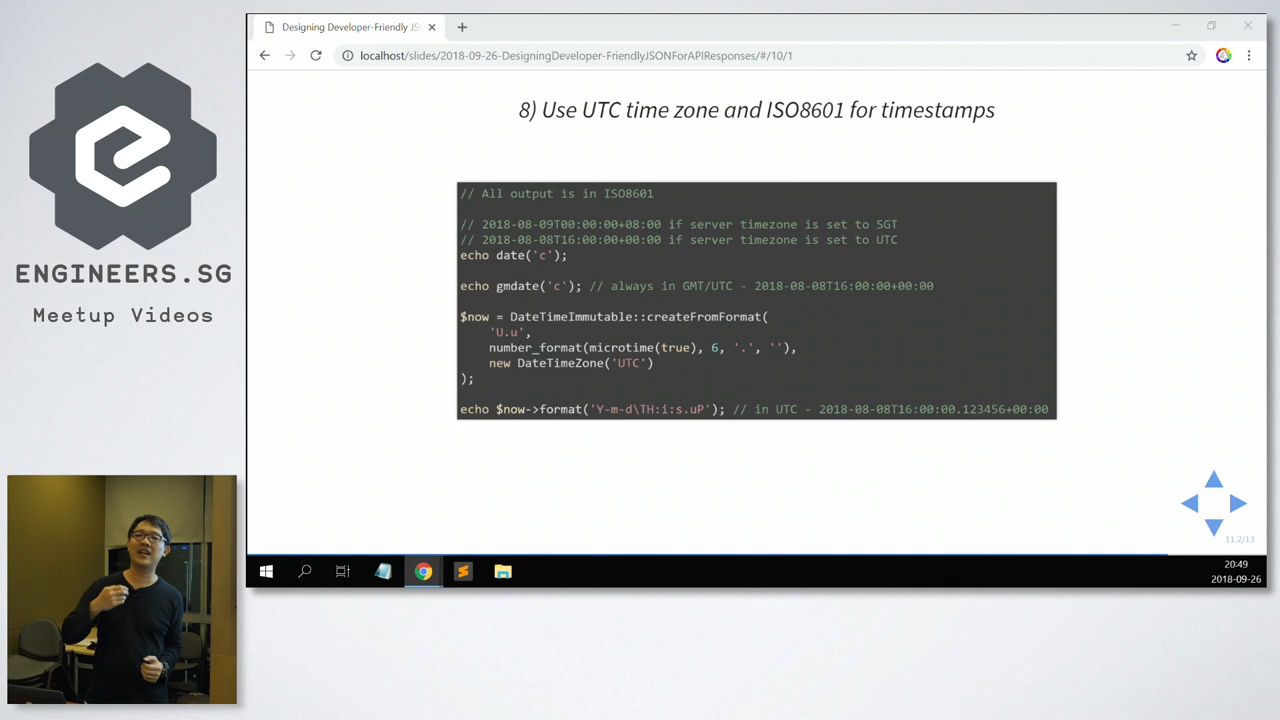 ENGINEERS.SG
Meetup Videos
Designing Developer-Friendly JS
localhost/slides/2018-09-26-DesigningDeveloper-FriendlyJSONForAPIResponses/#/10/1
8) Use UTC time zone and ISO8601 for timestamps
// All output is in ISO8601
// 2018-08-09T00:00:00+08:00 if server timezone is set to SGT
// 2018-08-08T16:00:00+00:00 if server timezone is set to UTC
echo date('c');
echo gmdate('c'); // always in GMT/UTC - 2018-08-08T16:00:00+00:00
$now = DateTimeImmutable::createFromFormat(
'U.u',
number_format(microtime(true), 6, '.', ''),
new DateTimeZone('UTC')
);
echo $now->format('Y-m-d\TH:i:s.uP'); // in UTC - 2018-08-08T16:00:00.123456+00:00
11.2/13
20:49
2018-09-26